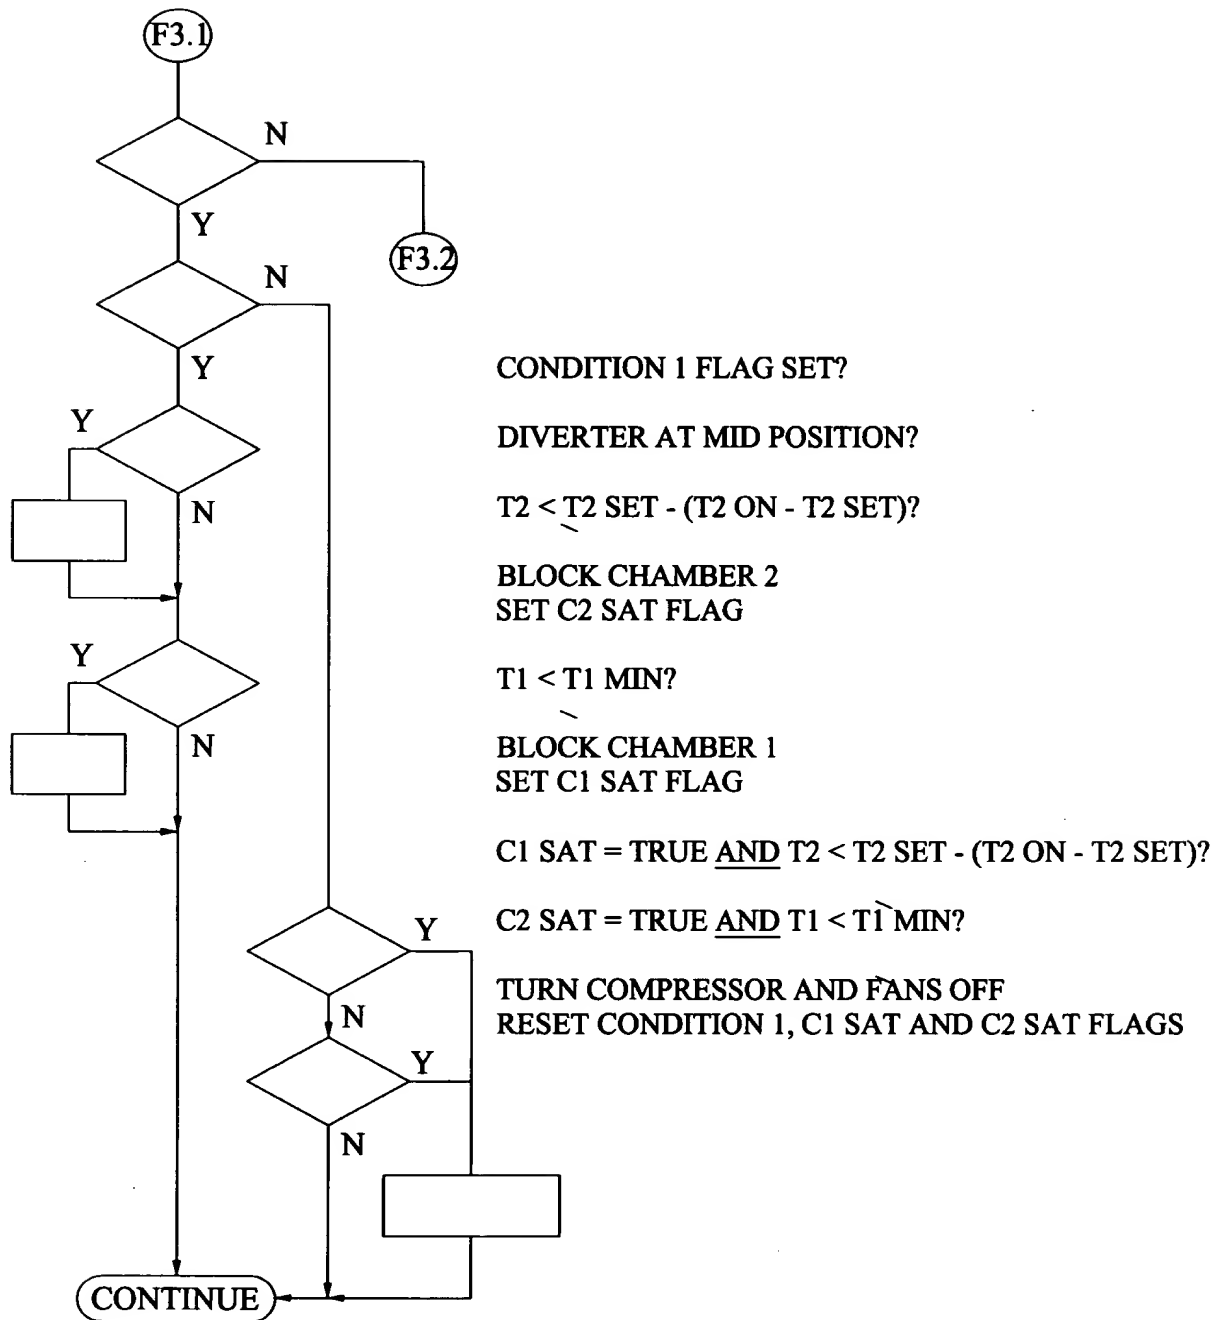 F3.1
N
Y
F3.2
N
Y
CONDITION 1 FLAG SET?
Y
DIVERTER AT MID POSITION?
N
T2 < T2 SET - (T2 ON - T2 SET)?
BLOCK CHAMBER 2
SET C2 SAT FLAG
Y
T1 < T1 MIN?
N
BLOCK CHAMBER 1
SET C1 SAT FLAG
C1 SAT = TRUE AND T2 < T2 SET - (T2 ON - T2 SET)?
Y
C2 SAT = TRUE AND T1 < T1 MIN?
N
TURN COMPRESSOR AND FANS OFF
RESET CONDITION 1, C1 SAT AND C2 SAT FLAGS
Y
N
CONTINUE